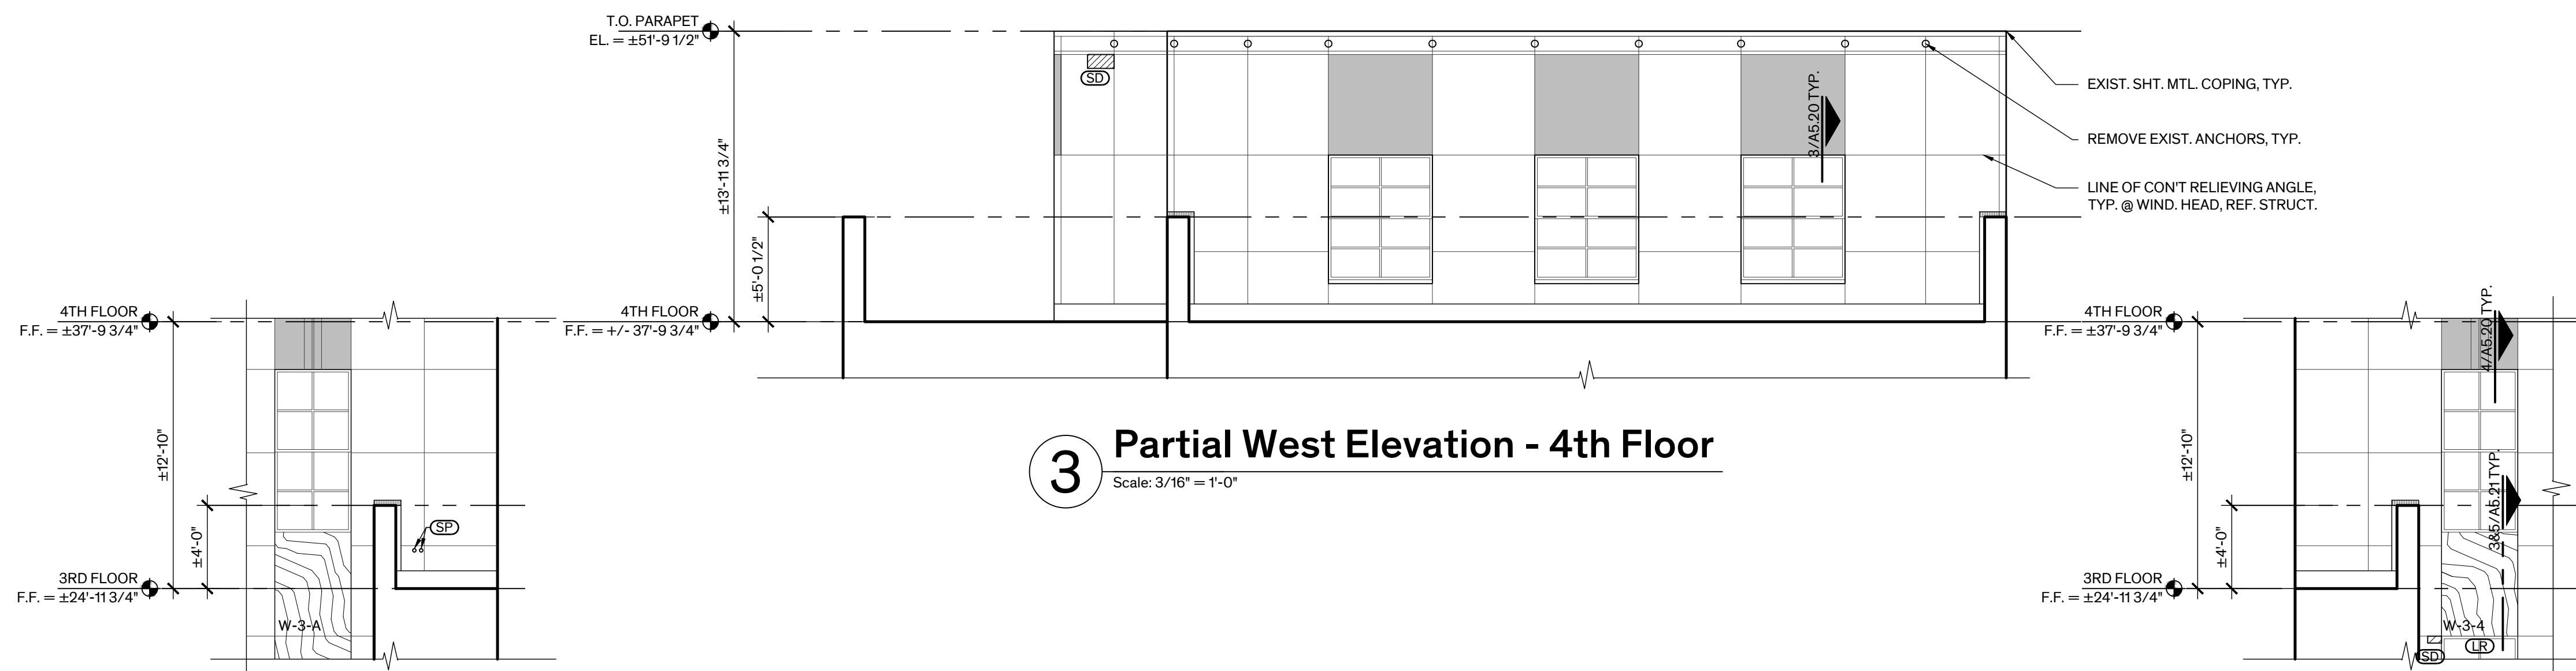 T.O. PARAPET
EL. = ±51'-9 1/2"
±13'-11 3/4"
±5'-0 1/2"
4TH FLOOR
F.F. = +/- 37'-9 3/4"
SD
3/A5.20 TYP.
EXIST. SHT. MTL. COPING, TYP.
REMOVE EXIST. ANCHORS, TYP.
LINE OF CON'T RELIEVING ANGLE,
TYP. @ WIND. HEAD, REF. STRUCT.
3
Partial West Elevation - 4th Floor
Scale: 3/16" = 1'-0"
4TH FLOOR
F.F. = ±37'-9 3/4"
±12'-10"
±4'-0"
3RD FLOOR
F.F. = ±24'-11 3/4"
SP
W-3-A
4TH FLOOR
F.F. = ±37'-9 3/4"
±12'-10"
±4'-0"
3RD FLOOR
F.F. = ±24'-11 3/4"
4/A5.20 TYP.
3&5/A5.21 TYP.
W-3-4
SD
LR